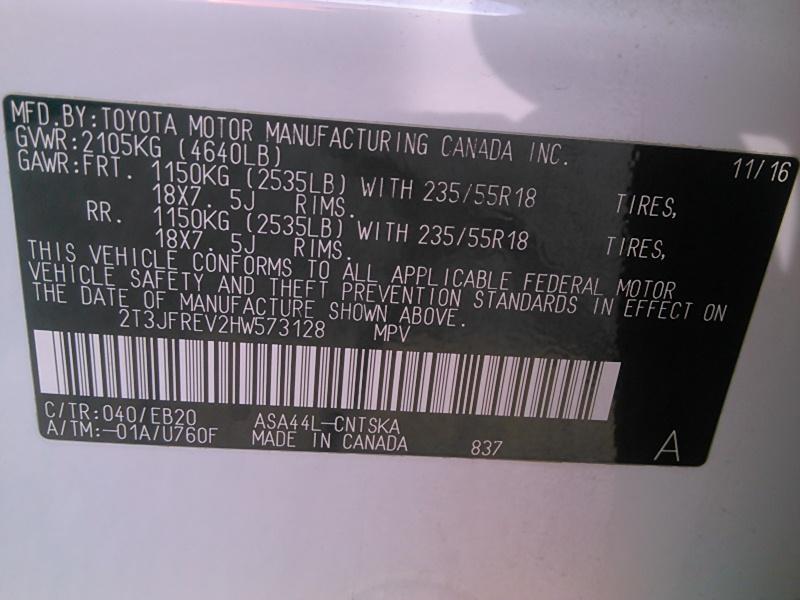 MFD.BY:TOYOTA MOTOR MANUFACTURING CANADA INC. 11/16
GVWR:2105KG (4640LB)
GAWR:FRT. 1150KG (2535LB) WITH 235/55R18 TIRES,
18X7. 5J RIMS.
RR. 1150KG (2535LB) WITH 235/55R18 TIRES,
18X7. 5J RIMS.
THIS VEHICLE CONFORMS TO ALL APPLICABLE FEDERAL MOTOR
VEHICLE SAFETY AND THEFT PREVENTION STANDARDS IN EFFECT ON
THE DATE OF MANUFACTURE SHOWN ABOVE.
2T3JFREV2HW573128 MPV
C/TR:040/EB20 ASA44L-CNTSKA
A/TM:-01A/U760F MADE IN CANADA 837 A